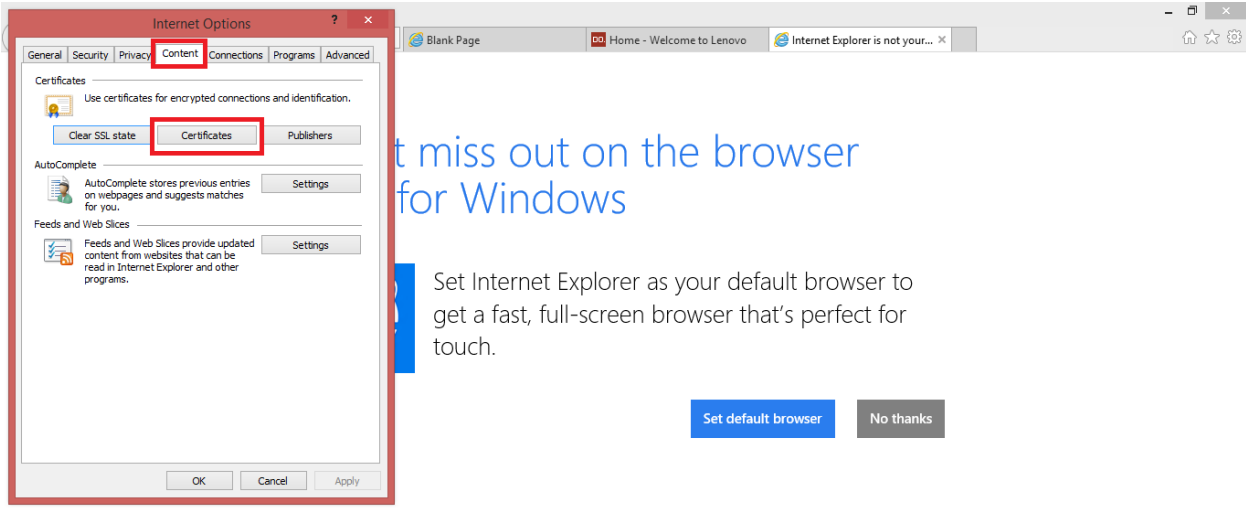 Internet Options
?
General Security Privacy Content Connections Programs Advanced
Certificates
Use certificates for encrypted connections and identification.
Clear SSL state Certificates Publishers
AutoComplete
AutoComplete stores previous entries
on webpages and suggests matches
for you.
Settings
Feeds and Web Slices
Feeds and Web Slices provide updated
content from websites that can be
read in Internet Explorer and other
programs.
Settings
OK Cancel Apply
Blank Page
DO. Home - Welcome to Lenovo
Internet Explorer is not your...
t miss out on the browser
for Windows
Set Internet Explorer as your default browser to
get a fast, full-screen browser that's perfect for
touch.
Set default browser No thanks